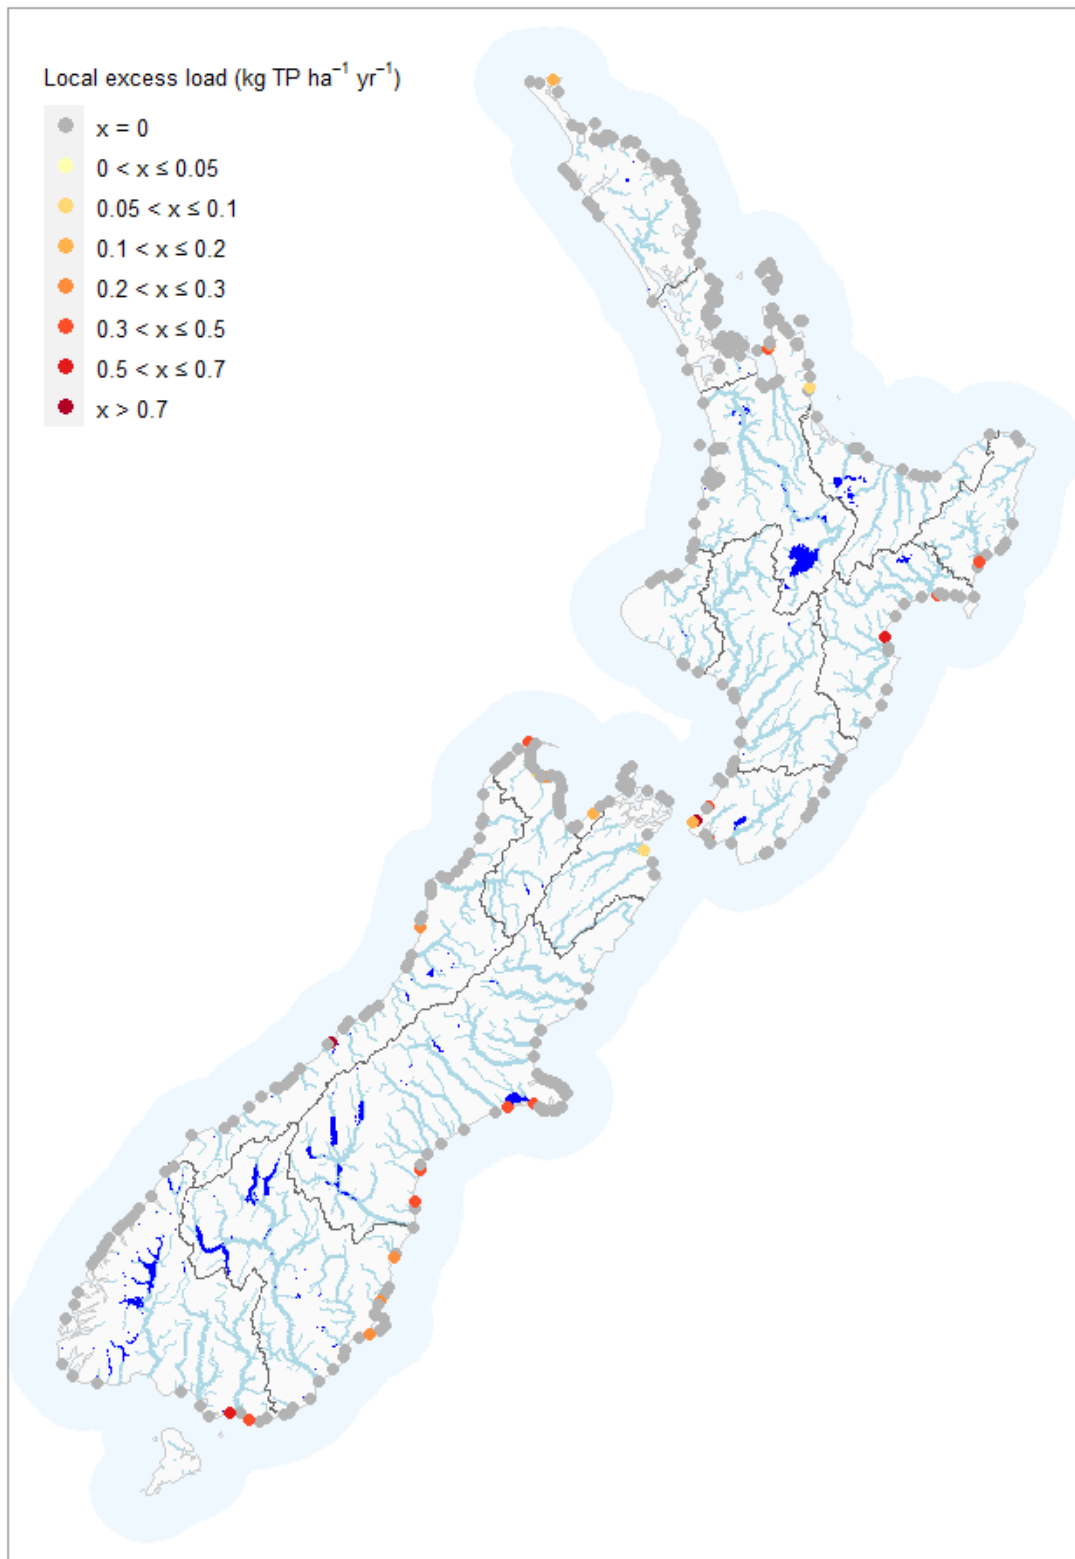 Local excess load (kg TP ha⁻¹ yr⁻¹)
x = 0
0 < x ≤ 0.05
0.05 < x ≤ 0.1
0.1 < x ≤ 0.2
0.2 < x ≤ 0.3
0.3 < x ≤ 0.5
0.5 < x ≤ 0.7
x > 0.7